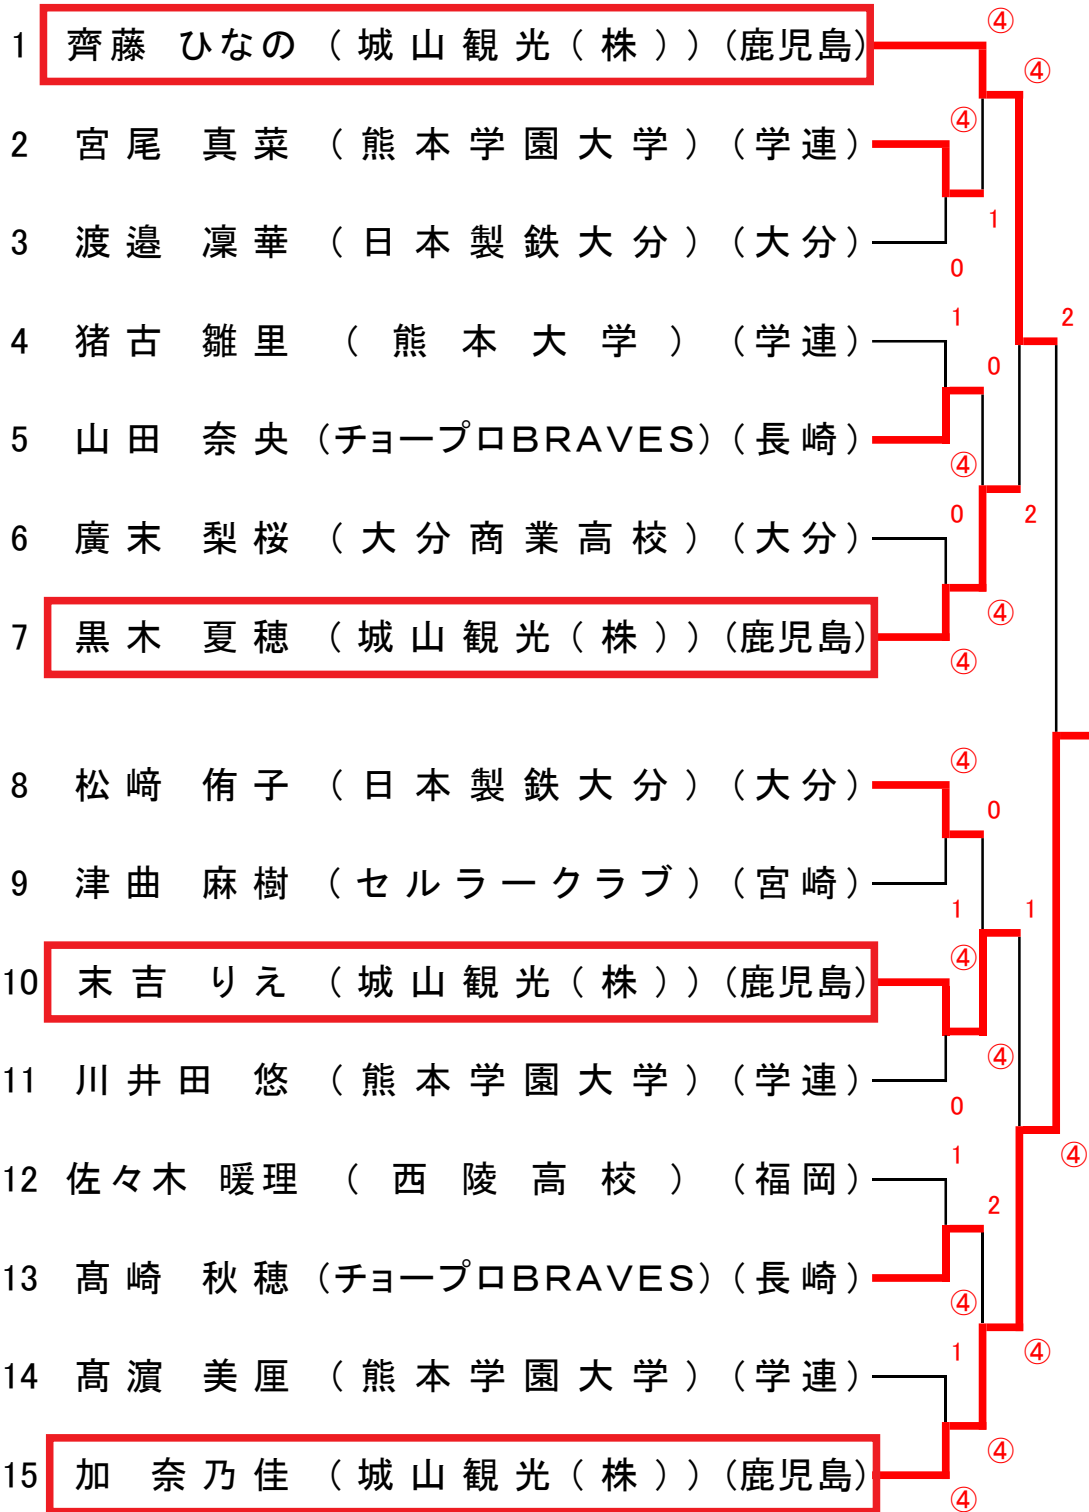 ④
1 齊藤 ひなの (城山観光(株)) (鹿児島)
④
④
2 宮尾 真菜 (熊本学園大学) (学連)
1
3 渡邉 凜華 (日本製鉄大分) (大分)
0
1 2
4 猪古 雛里 (熊本大学) (学連)
0
5 山田 奈央 (チョープロBRAVES) (長崎)
④
0 2
6 廣末 梨桜 (大分商業高校) (大分)
④
7 黒木 夏穂 (城山観光(株)) (鹿児島)
④
④
8 松﨑 侑子 (日本製鉄大分) (大分)
0
9 津曲 麻樹 (セルラークラブ) (宮崎)
1 1
④
10 末吉 りえ (城山観光(株)) (鹿児島)
④
11 川井田 悠 (熊本学園大学) (学連)
0
1 ④
12 佐々木 暖理 (西陵高校) (福岡)
2
13 髙崎 秋穂 (チョープロBRAVES) (長崎)
④
1 ④
14 髙濵 美厘 (熊本学園大学) (学連)
④
15 加 奈乃佳 (城山観光(株)) (鹿児島)
④